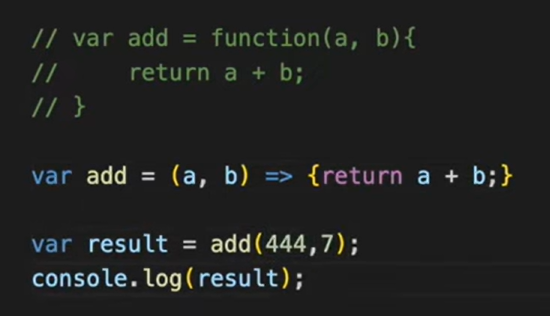 // var add = function(a, b){
//     return a + b;
// }
var add = (a, b) => {return a + b;}
var result = add(444,7);
console.log(result);